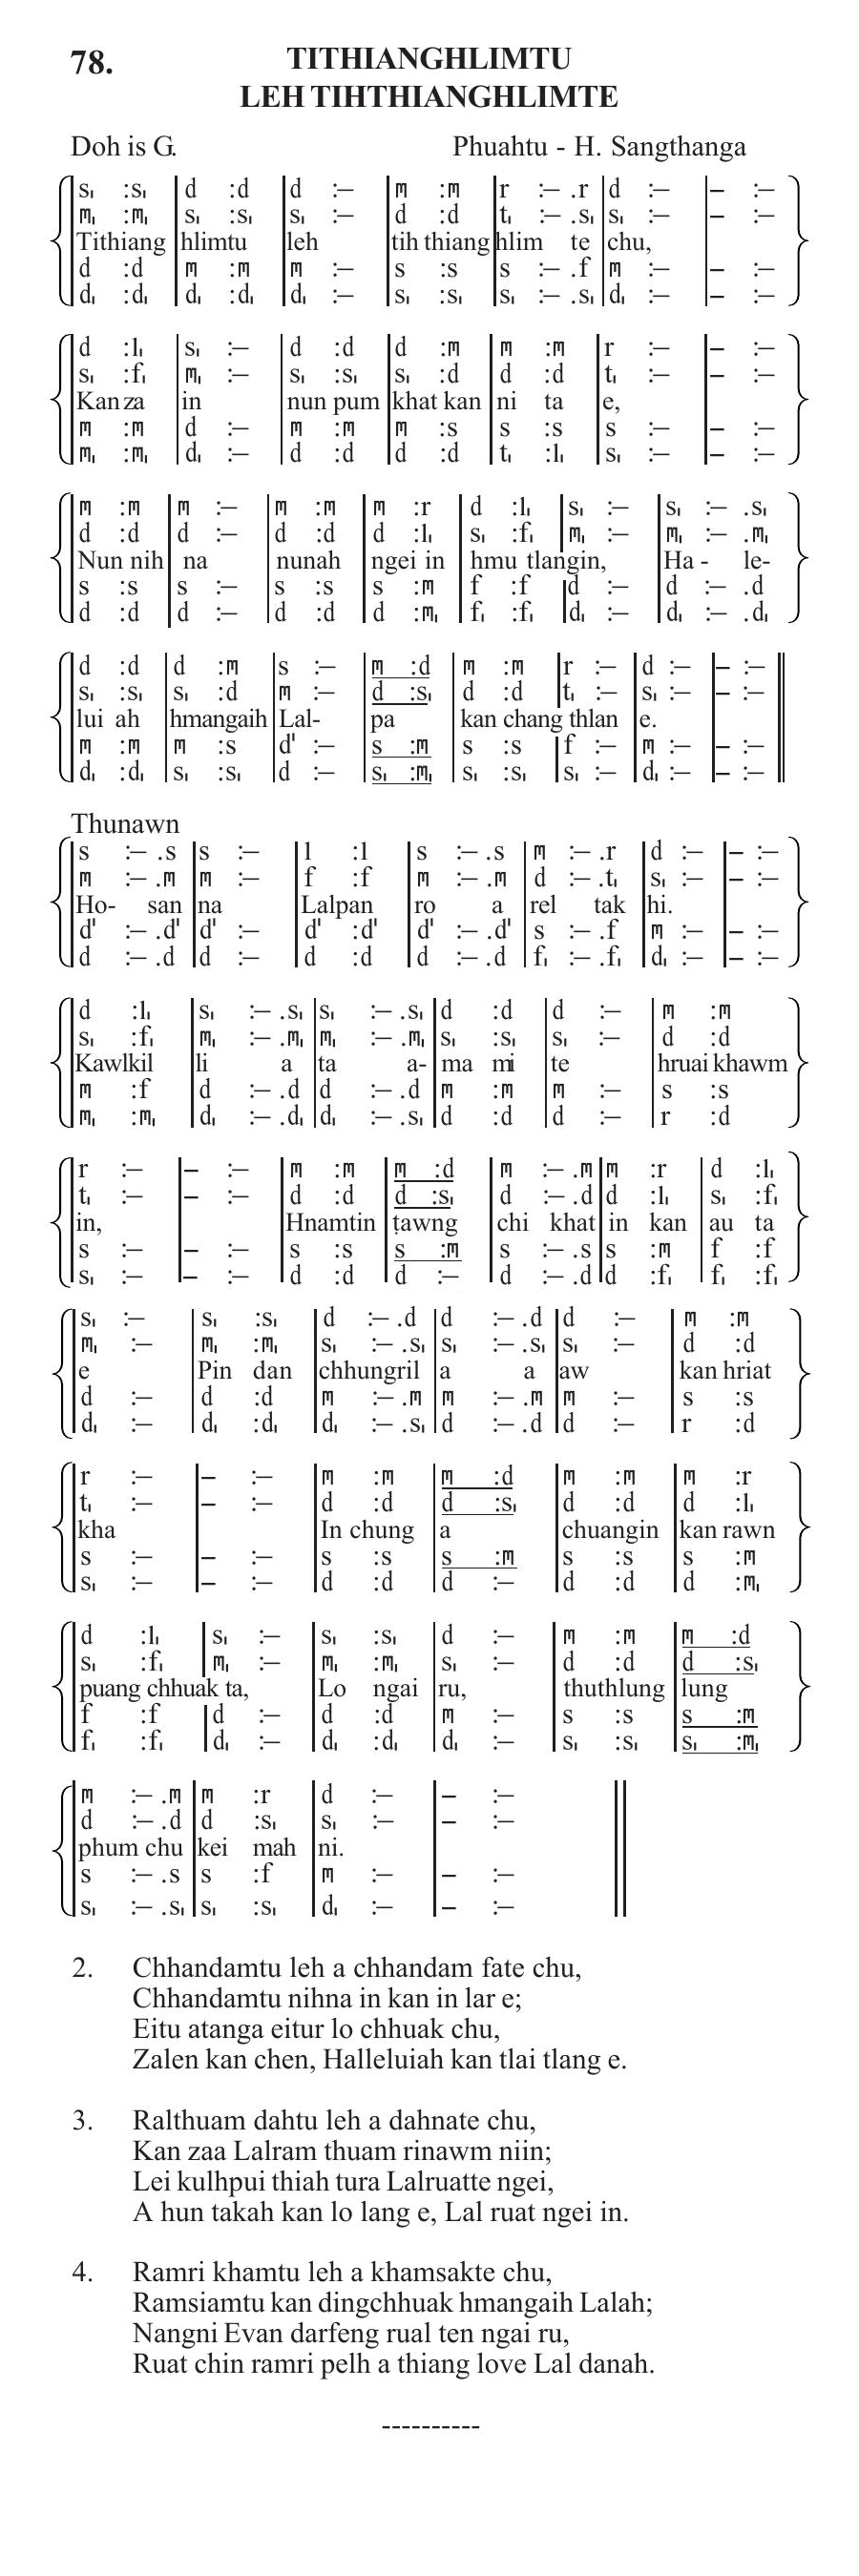 78. TITHIANGHLIMTU
LEH TIHTHIANGHLIMTE
Doh is G. Phuahtu - H. Sangthanga
s, :s, | d :d | d :– | m :m | r :– .r | d :– | – :–
m, :m, | s, :s, | s, :– | d :d | t, :– .s, | s, :– | – :–
Tithiang hlimtu leh tih thiang hlim te chu,
d :d | m :m | m :– | s :s | s :– .f | m :– | – :–
d, :d, | d, :d, | d, :– | s, :s, | s, :– .s, | d, :– | – :–
d :l, | s, :– | d :d | d :m | m :m | r :– | – :–
s, :f, | m, :– | s, :s, | s, :d | d :d | t, :– | – :–
Kan za in nun pum khat kan ni ta e,
m :m | d :– | m :m | m :s | s :s | s :– | – :–
m, :m, | d, :– | d :d | d :d | t, :l, | s, :– | – :–
m :m | m :– | m :m | m :r | d :l, | s, :– | s, :– .s,
d :d | d :– | d :d | d :l, | s, :f, | m, :– | m, :– .m,
Nun nih na nunah ngei in hmu tlangin, Ha - le-
s :s | s :– | s :s | s :m | f :f | d :– | d :– .d
d :d | d :– | d :d | d :m, | f, :f, | d, :– | d, :– .d,
d :d | d :m | s :– | m :d | m :m | r :– | d :– | – :–
s, :s, | s, :d | m :– | d :s, | d :d | t, :– | s, :– | – :–
lui ah hmangaih Lal- pa kan chang thlan e.
m :m | m :s | d' :– | s :m | s :s | f :– | m :– | – :–
d, :d, | s, :s, | d :– | s, :m, | s, :s, | s, :– | d, :– | – :–
Thunawn
s :– .s | s :– | l :l | s :– .s | m :– .r | d :– | – :–
m :– .m | m :– | f :f | m :– .m | d :– .t, | s, :– | – :–
Ho- san na Lalpan ro a rel tak hi.
d' :– .d' | d' :– | d' :d' | d' :– .d' | s :– .f | m :– | – :–
d :– .d | d :– | d :d | d :– .d | f, :– .f, | d, :– | – :–
d :l, | s, :– .s, | s, :– .s, | d :d | d :– | m :m
s, :f, | m, :– .m, | m, :– .m, | s, :s, | s, :– | d :d
Kawlkil li a ta a- ma mi te hruai khawm
m :f | d :– .d | d :– .d | m :m | m :– | s :s
m, :m, | d, :– .d, | d, :– .s, | d :d | d :– | r :d
r :– | – :– | m :m | m :d | m :– .m | m :r | d :l,
t, :– | – :– | d :d | d :s, | d :– .d | d :l, | s, :f,
in, Hnamtin ṭawng chi khat in kan au ta
s :– | – :– | s :s | s :m | s :– .s | s :m | f :f
s, :– | – :– | d :d | d :– | d :– .d | d :f, | f, :f,
s, :– | s, :s, | d :– .d | d :– .d | d :– | m :m
m, :– | m, :m, | s, :– .s, | s, :– .s, | s, :– | d :d
e Pin dan chhungril a a aw kan hriat
d :– | d :d | m :– .m | m :– .m | m :– | s :s
d, :– | d, :d, | d, :– .s, | d :– .d | d :– | r :d
r :– | – :– | m :m | m :d | m :m | m :r
t, :– | – :– | d :d | d :s, | d :d | d :l,
kha In chung a chuangin kan rawn
s :– | – :– | s :s | s :m | s :s | s :m
s, :– | – :– | d :d | d :– | d :d | d :m,
d :l, | s, :– | s, :s, | d :– | m :m | m :d
s, :f, | m, :– | m, :m, | s, :– | d :d | d :s,
puang chhuak ta, Lo ngai ru, thuthlung lung
f :f | d :– | d :d | m :– | s :s | s :m
f, :f, | d, :– | d, :d, | d, :– | s, :s, | s, :m,
m :– .m | m :r | d :– | – :–
d :– .d | d :s, | s, :– | – :–
phum chu kei mah ni.
s :– .s | s :f | m :– | – :–
s, :– .s, | s, :s, | d, :– | – :–
2. Chhandamtu leh a chhandam fate chu,
Chhandamtu nihna in kan in lar e;
Eitu atanga eitur lo chhuak chu,
Zalen kan chen, Halleluiah kan tlai tlang e.
3. Ralthuam dahtu leh a dahnate chu,
Kan zaa Lalram thuam rinawm niin;
Lei kulhpui thiah tura Lalruatte ngei,
A hun takah kan lo lang e, Lal ruat ngei in.
4. Ramri khamtu leh a khamsakte chu,
Ramsiamtu kan dingchhuak hmangaih Lalah;
Nangni Evan darfeng rual ten ngai ru,
Ruat chin ramri pelh a thiang love Lal danah.
----------